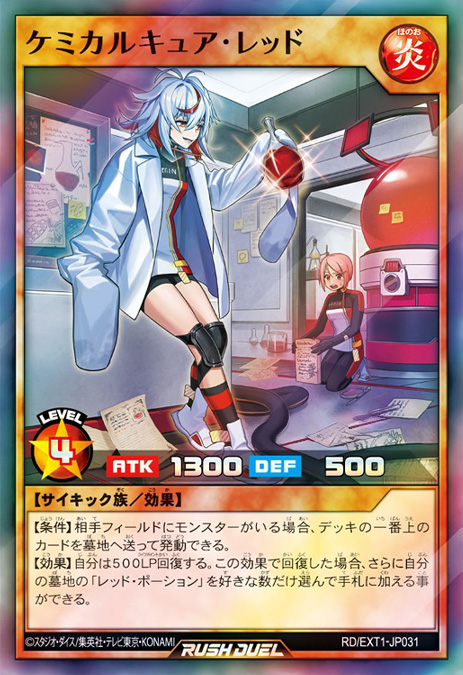 ケミカルキュア・レッド
ほのお
炎
LEVEL
4
ATK 1300 DEF 500
【サイキック族/効果】
【条件】相手フィールドにモンスターがいる場合、デッキの一番上の
カードを墓地へ送って発動できる。
【効果】自分は500LP回復する。この効果で回復した場合、さらに自分
の墓地の「レッド・ポーション」を好きな数だけ選んで手札に加える事
ができる。
©スタジオ・ダイス/集英社・テレビ東京・KONAMI
RUSH DUEL
RD/EXT1-JP031